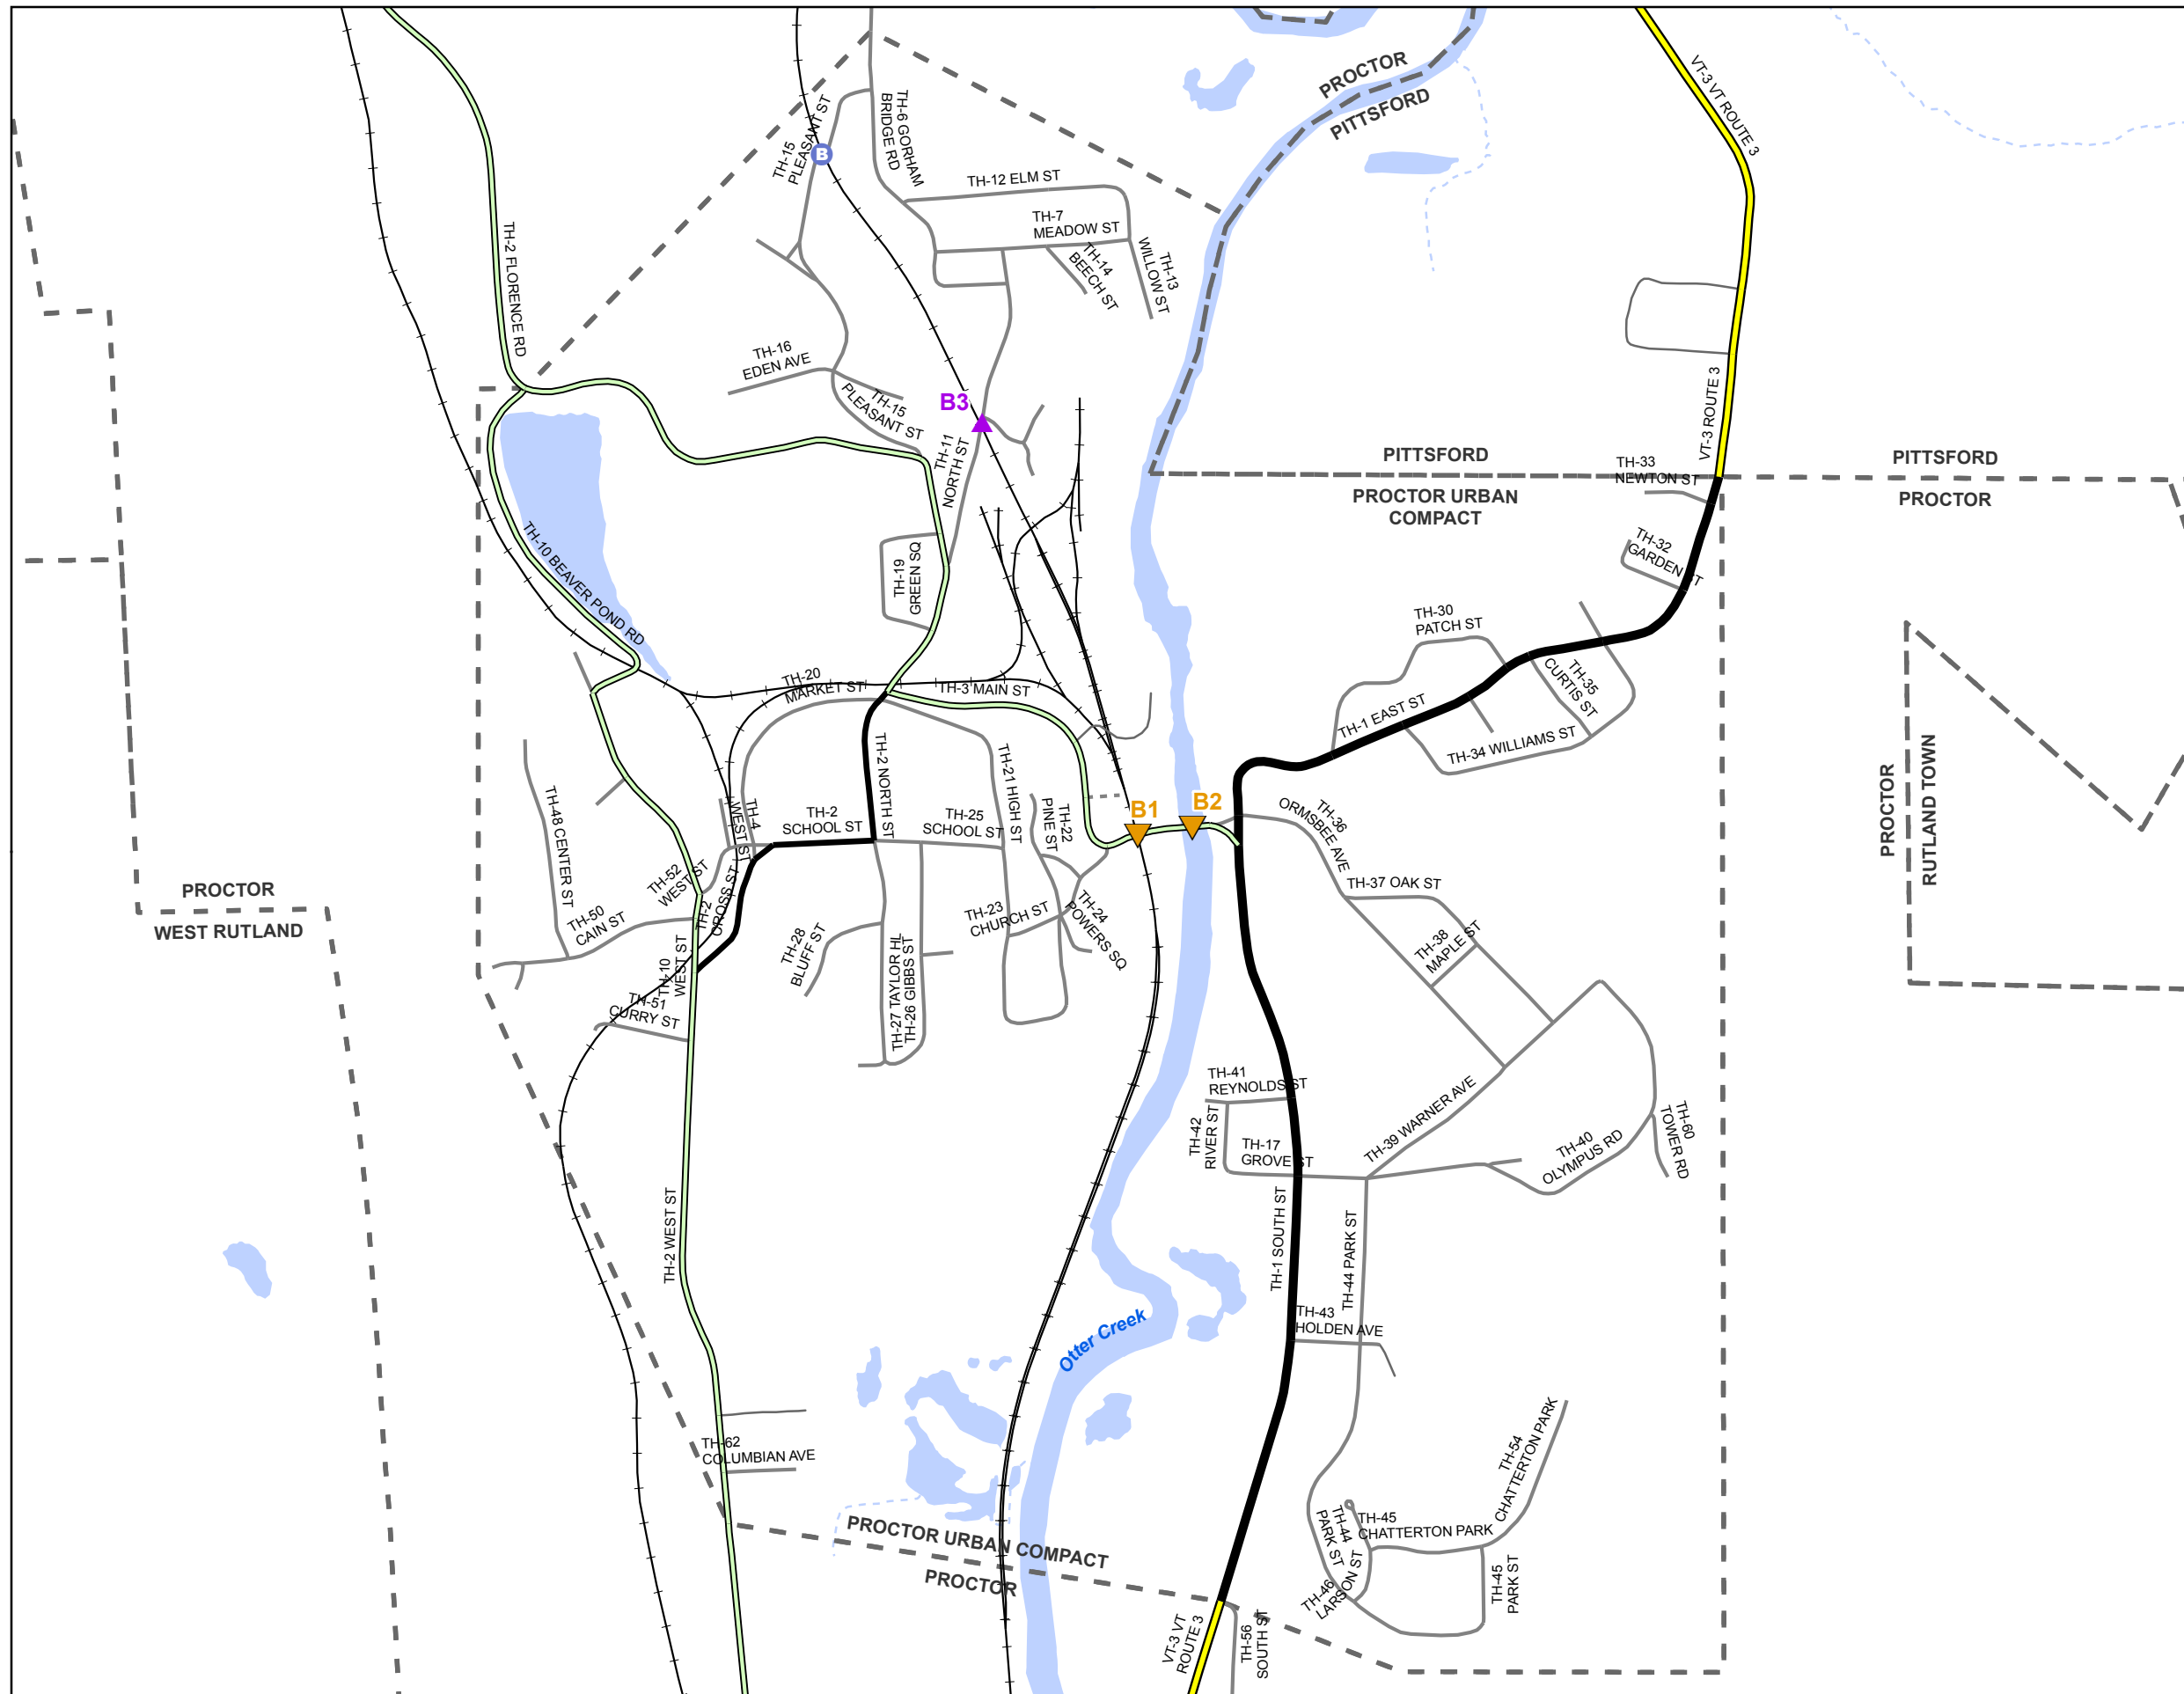 PROCTOR
PITTSFORD
VT-3 VT ROUTE 3
TH-15
PLEASANT ST
B
TH-6 GORHAM
BRIDGE RD
TH-12 ELM ST
TH-7
MEADOW ST
TH-14
BEECH ST
TH-13
WILLOW ST
TH-2 FLORENCE RD
TH-16
EDEN AVE
TH-15
PLEASANT ST
B3
TH-11
NORTH ST
VT-3 ROUTE 3
PITTSFORD
PROCTOR URBAN
COMPACT
TH-33
NEWTON ST
PITTSFORD
PROCTOR
TH-32
GARDEN ST
TH-10 BEAVER POND RD
TH-19
GREEN SQ
TH-30
PATCH ST
TH-35
CURTIS ST
TH-1 EAST ST
TH-34 WILLIAMS ST
TH-20
MARKET ST
TH-3 MAIN ST
TH-2 NORTH ST
TH-21 HIGH ST
TH-22
PINE ST
TH-48 CENTER ST
TH-4
WEST ST
TH-2
SCHOOL ST
TH-25
SCHOOL ST
B1
B2
TH-36
ORMSBEE AVE
PROCTOR
RUTLAND TOWN
TH-52
WEST ST
TH-2
CROSS ST
TH-50
CAIN ST
TH-37 OAK ST
TH-38
MAPLE ST
PROCTOR
WEST RUTLAND
TH-23
CHURCH ST
TH-24
POWERS SQ
TH-28
BLUFF ST
TH-27 TAYLOR HL
TH-26 GIBBS ST
TH-10
WEST ST
TH-51
CURRY ST
TH-41
REYNOLDS ST
TH-42
RIVER ST
TH-17
GROVE ST
TH-39 WARNER AVE
TH-40
OLYMPUS RD
TH-60
TOWER RD
TH-2 WEST ST
TH-1 SOUTH ST
TH-44 PARK ST
TH-43
HOLDEN AVE
Otter Creek
TH-62
COLUMBIAN AVE
TH-54
CHATTERTON PARK
TH-45
CHATTERTON PARK
TH-44
PARK ST
TH-46
LARSON ST
TH-45
PARK ST
PROCTOR URBAN COMPACT
PROCTOR
VT-3 VT
ROUTE 3
TH-56
SOUTH ST